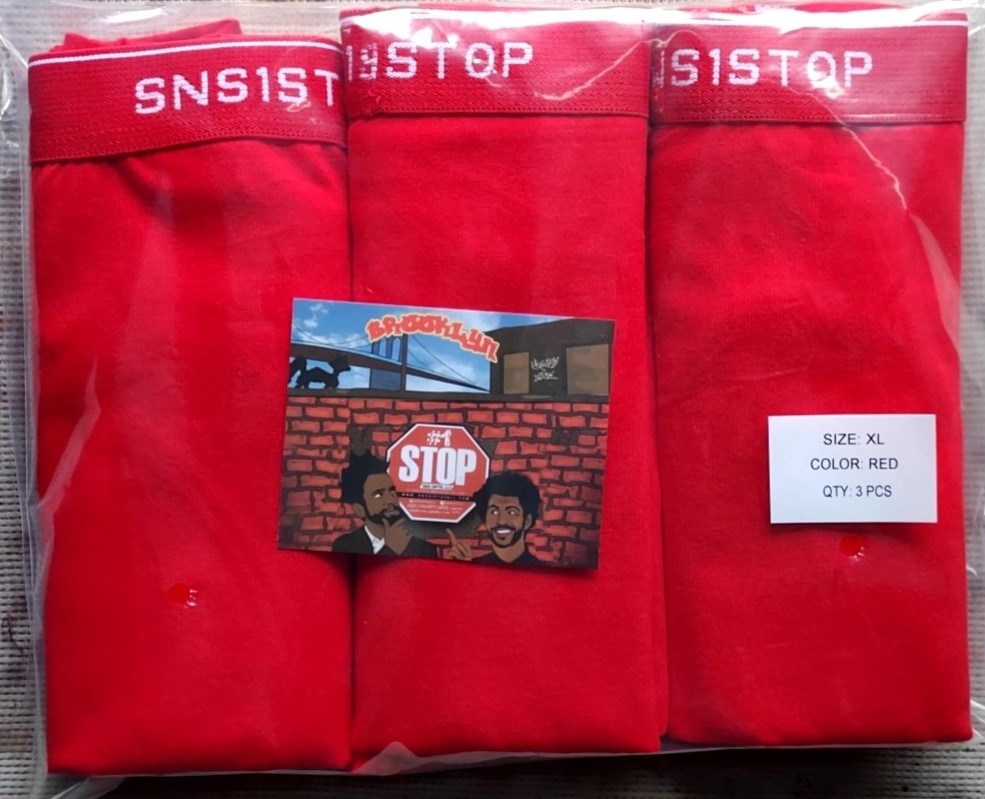 SNS1ST
1STOP
NS1STOP
BROOKLYN
#1
STOP
SIZE: XL
COLOR: RED
QTY: 3 PCS